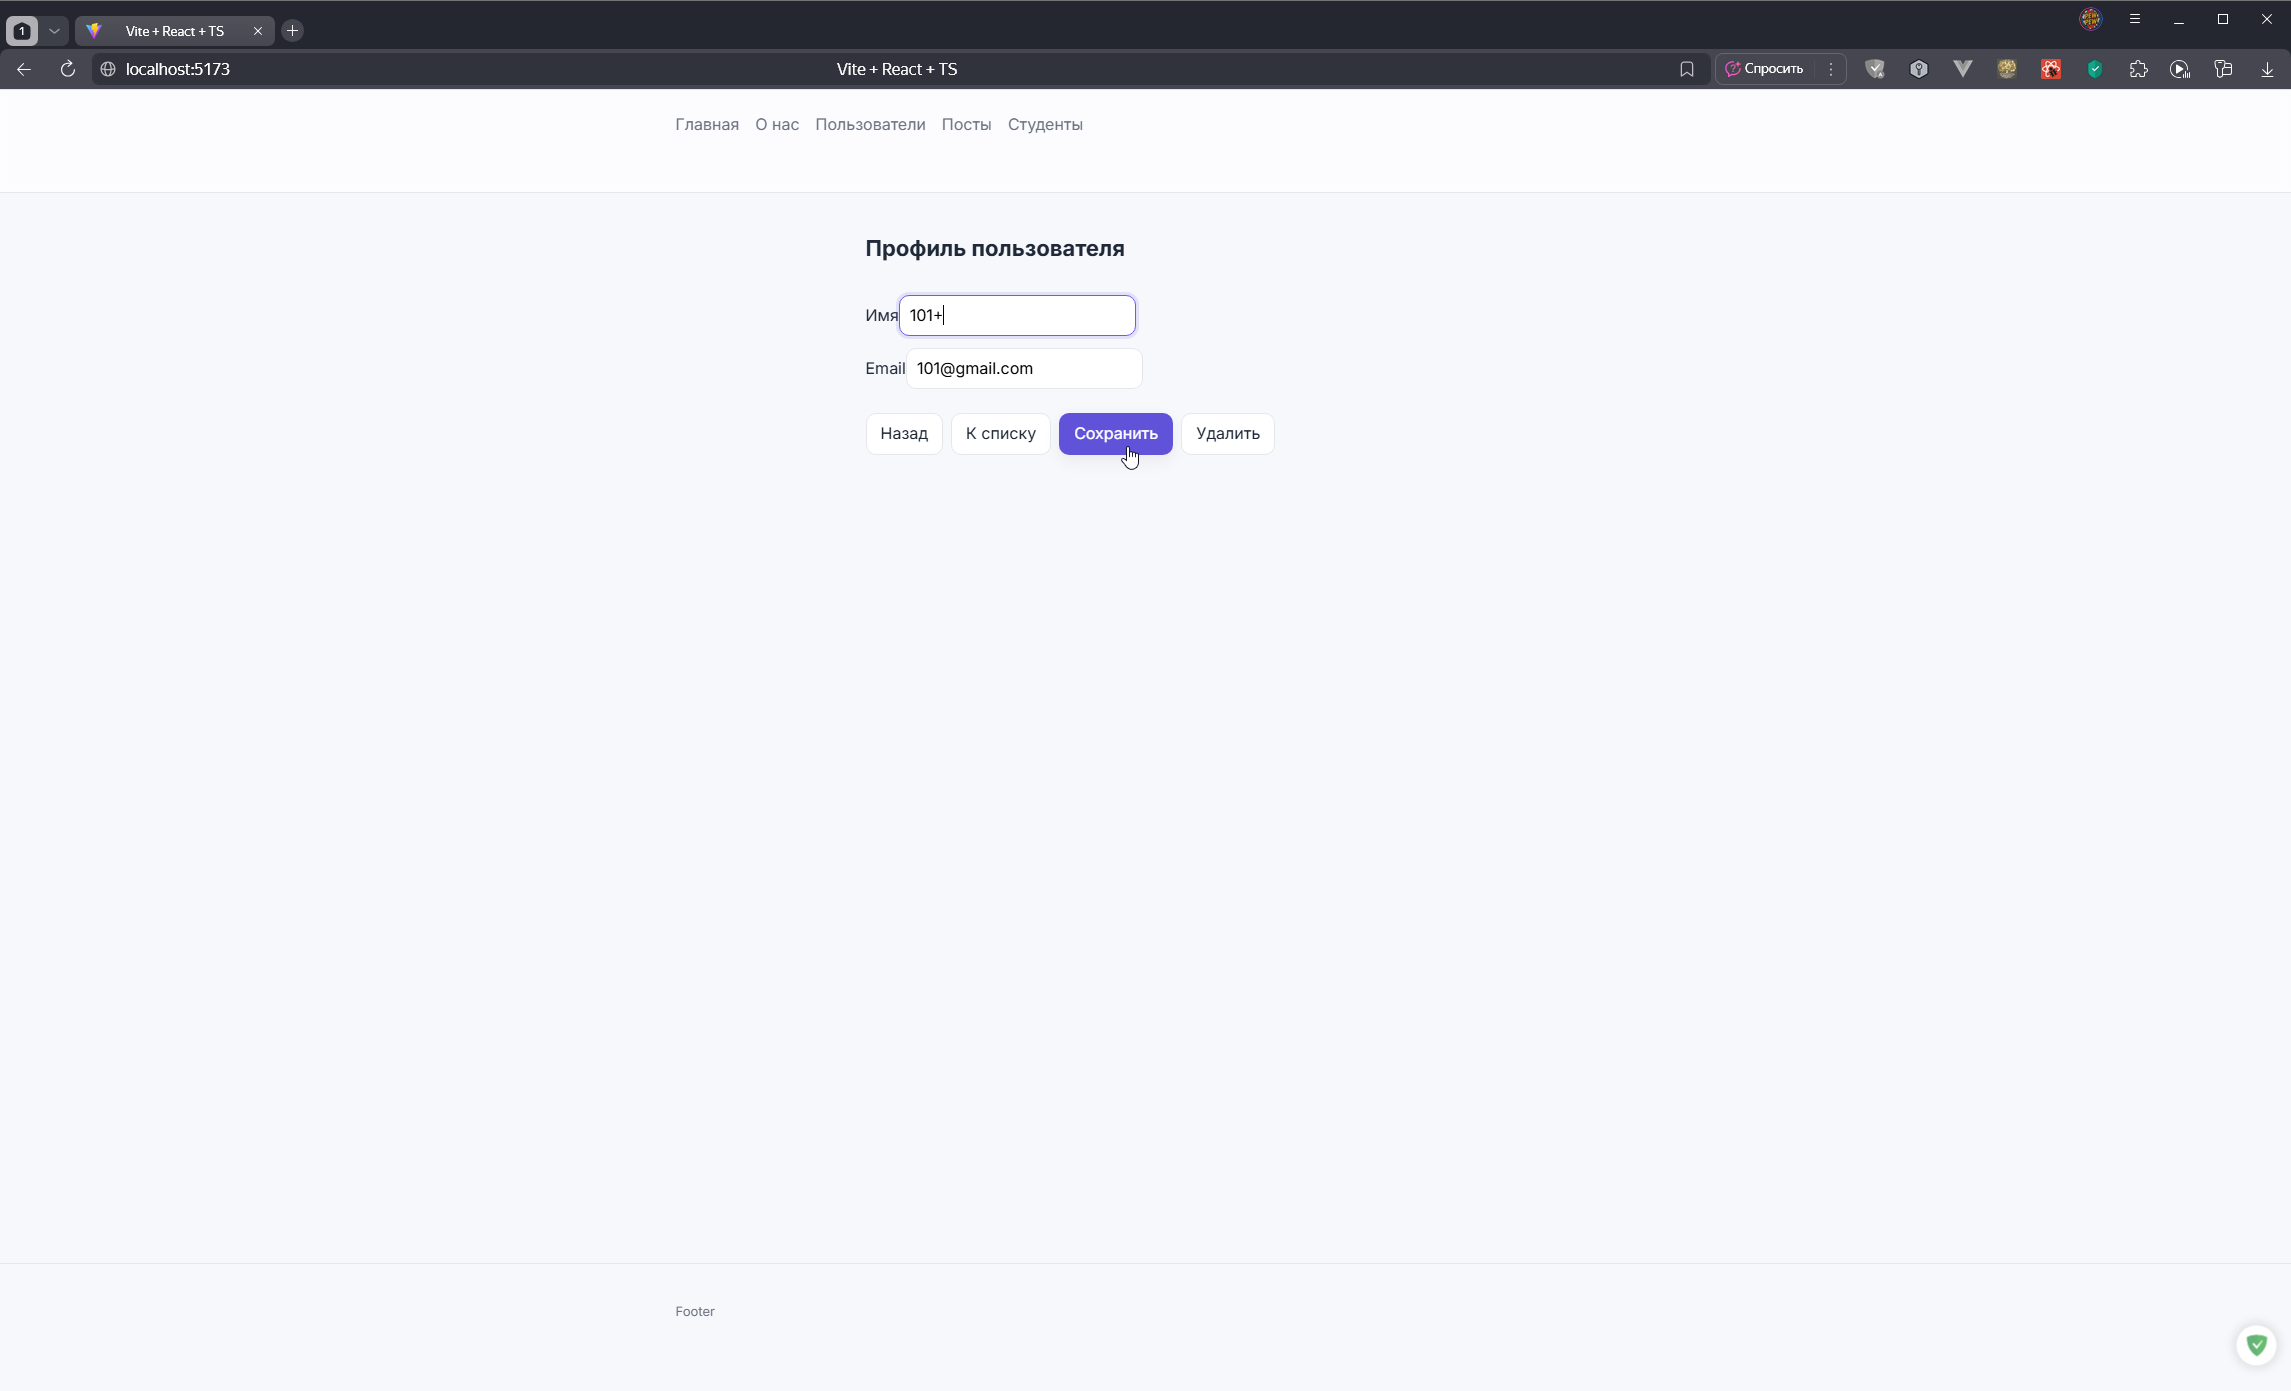 1
Vite + React + TS
localhost:5173
Vite + React + TS
Спросить
Главная
О нас
Пользователи
Посты
Студенты
Профиль пользователя
Имя
101+
Email
101@gmail.com
Назад
К списку
Сохранить
Удалить
Footer